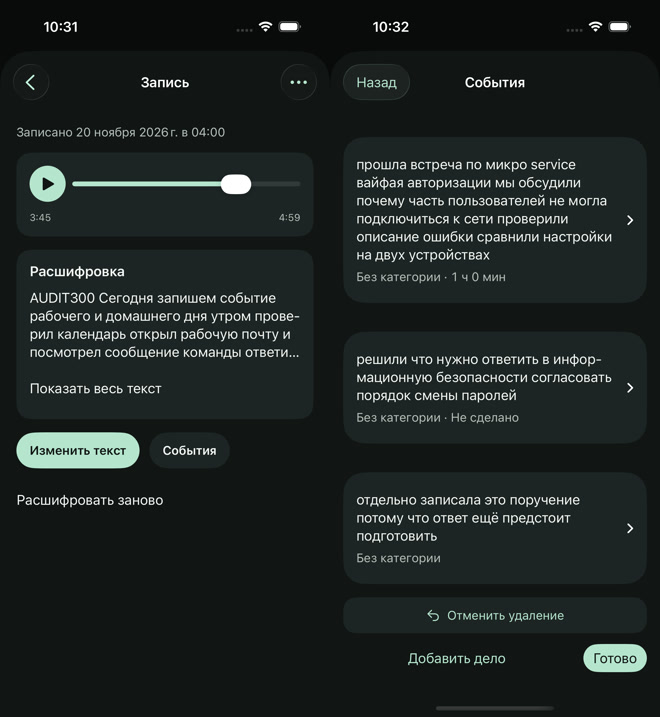 10:31
Запись
Записано 20 ноября 2026 г. в 04:00
3:45
4:59
Расшифровка
AUDIT300 Сегодня запишем событие
рабочего и домашнего дня утром прове-
рил календарь открыл рабочую почту и
посмотрел сообщение команды ответи...
Показать весь текст
Изменить текст
События
Расшифровать заново
10:32
Назад
События
прошла встреча по микро service
вайфая авторизации мы обсудили
почему часть пользователей не могла
подключиться к сети проверили
описание ошибки сравнили настройки
на двух устройствах
Без категории · 1 ч 0 мин
решили что нужно ответить в инфор-
мационную безопасности согласовать
порядок смены паролей
Без категории · Не сделано
отдельно записала это поручение
потому что ответ ещё предстоит
подготовить
Без категории
Отменить удаление
Добавить дело
Готово